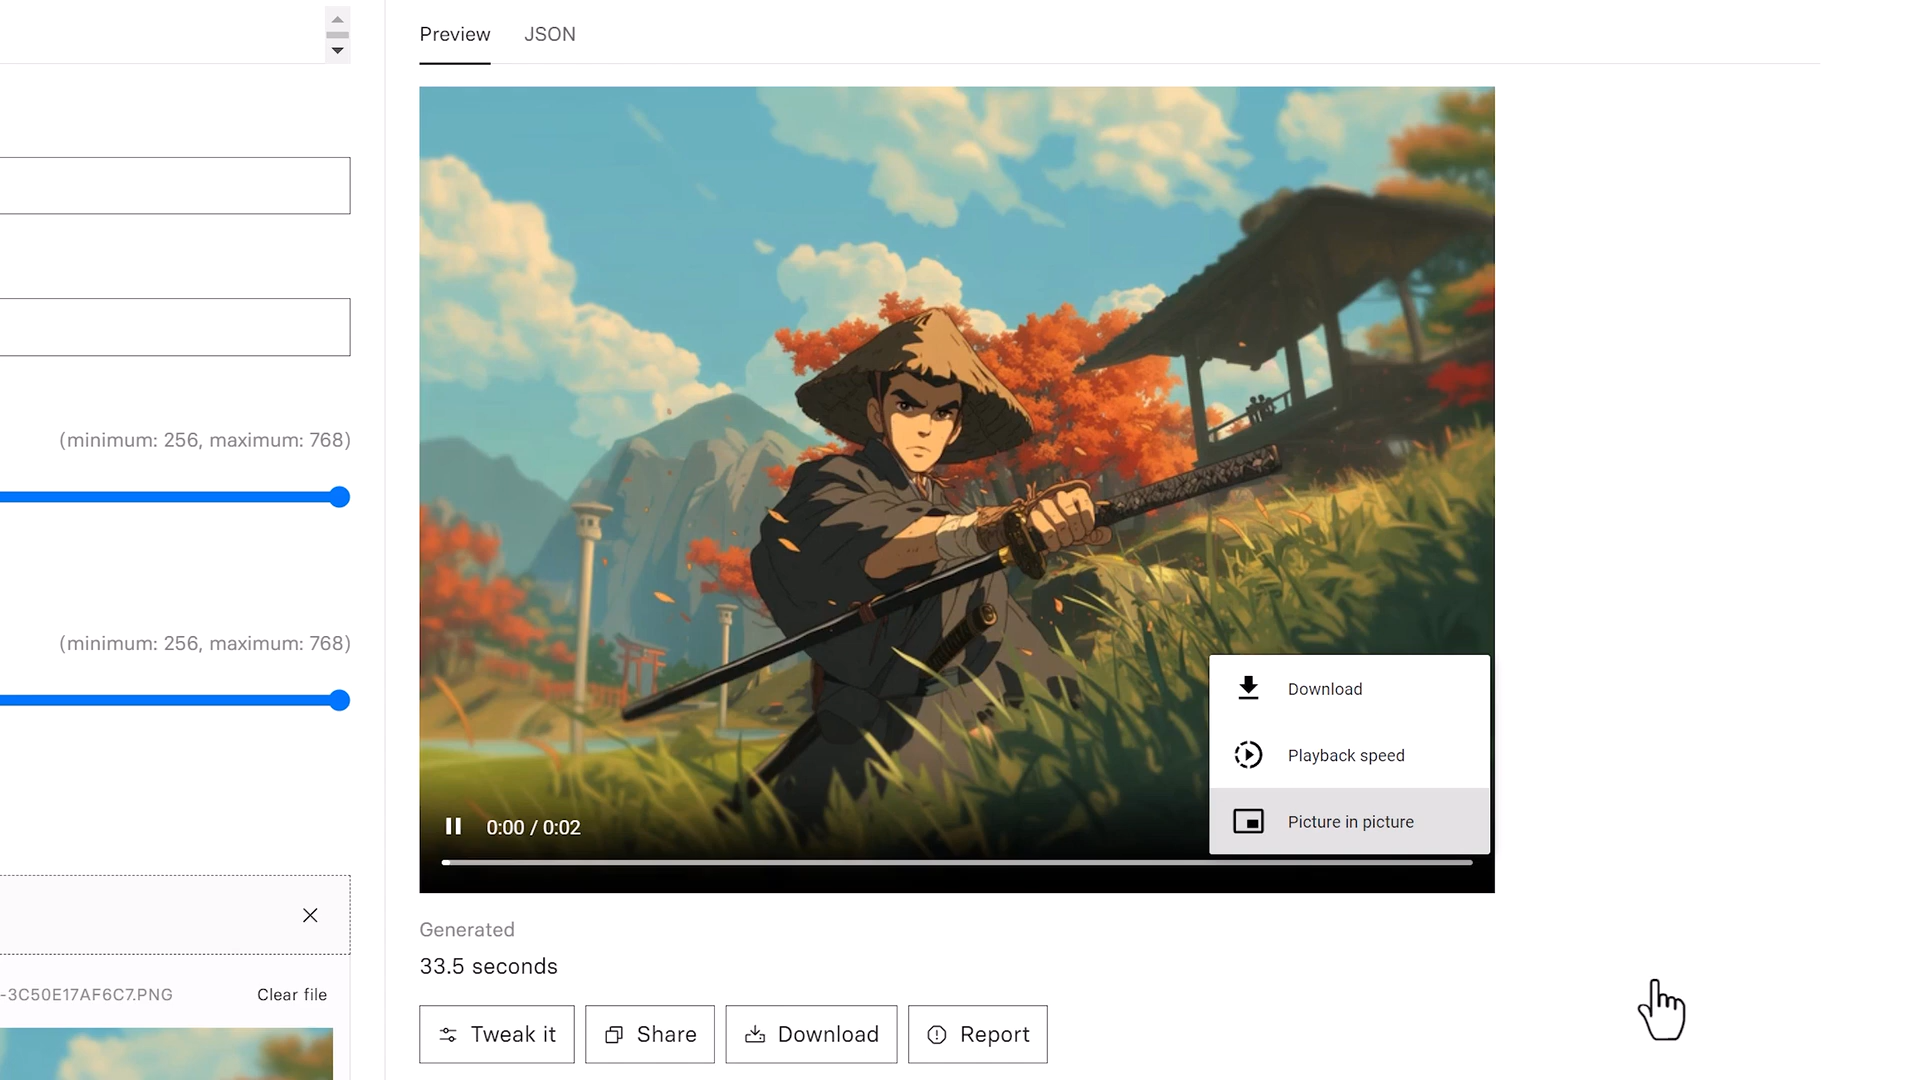 Preview JSON
(minimum: 256, maximum: 768)
(minimum: 256, maximum: 768)
Download
Playback speed
Picture in picture
0:00 / 0:02
Generated
33.5 seconds
-3C50E17AF6C7.PNG Clear file
Tweak it Share Download Report